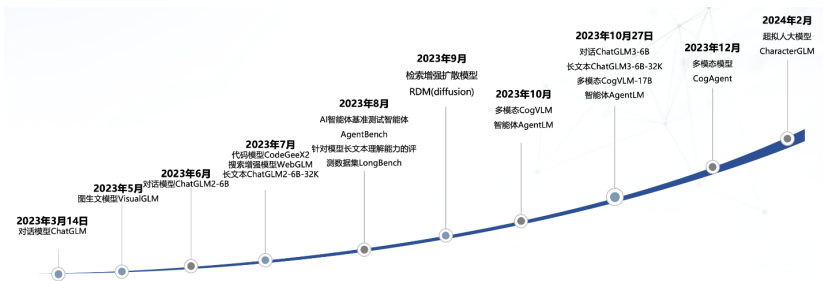 2023年3月14日
对话模型ChatGLM
2023年5月
图生文模型VisualGLM
2023年6月
对话模型ChatGLM2-6B
2023年7月
代码模型CodeGeeX2
搜索增强模型WebGLM
长文本ChatGLM2-6B-32K
2023年8月
AI智能体基准测试智能体
AgentBench
针对模型长文本理解能力的评
测数据集LongBench
2023年9月
检索增强扩散模型
RDM(diffusion)
2023年10月
多模态CogVLM
智能体AgentLM
2023年10月27日
对话ChatGLM3-6B
长文本ChatGLM3-6B-32K
多模态CogVLM-17B
智能体AgentLM
2023年12月
多模态模型
CogAgent
2024年2月
超拟人大模型
CharacterGLM